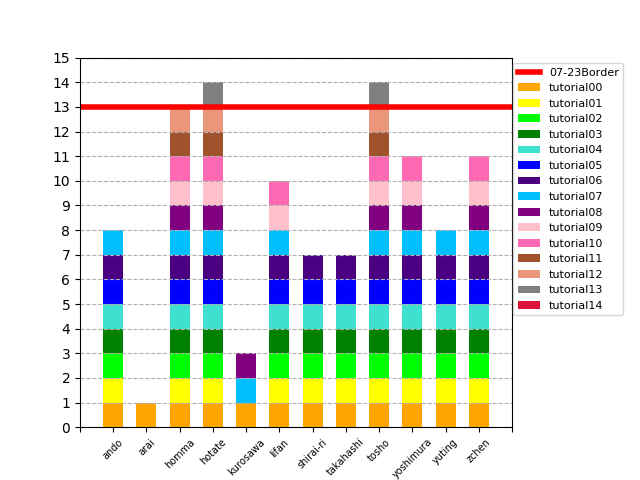 15
14
13
12
11
10
9
8
7
6
5
4
3
2
1
0
ando
arai
homma
hotate
kurosawa
lifan
shirai-ri
takahashi
tosho
yoshimura
yuting
zchen
07-23Border
tutorial00
tutorial01
tutorial02
tutorial03
tutorial04
tutorial05
tutorial06
tutorial07
tutorial08
tutorial09
tutorial10
tutorial11
tutorial12
tutorial13
tutorial14